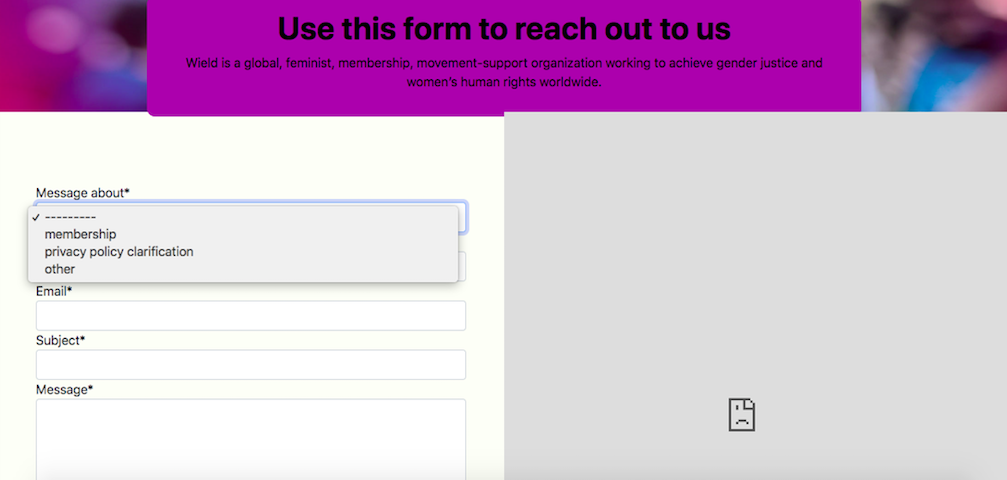 Use this form to reach out to us
Wield is a global, feminist, membership, movement-support organization working to achieve gender justice and
women's human rights worldwide.
Message about*
✓ ---------
membership
privacy policy clarification
other
Email*
Subject*
Message*